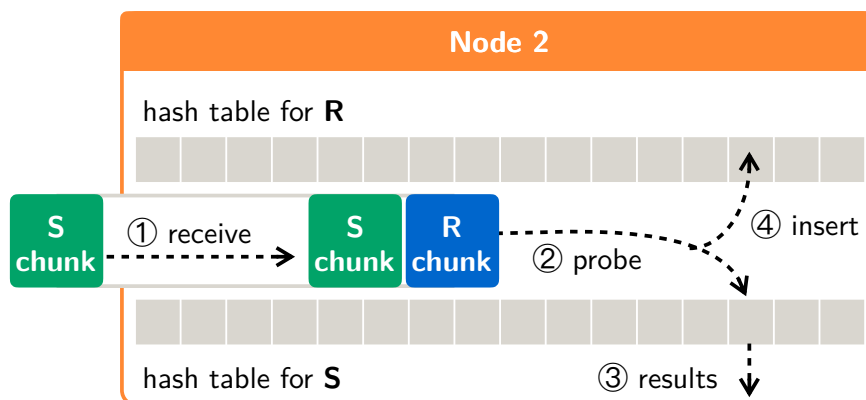 Node 2
hash table for R
S
chunk
① receive
S
chunk
R
chunk
② probe
④ insert
hash table for S
③ results